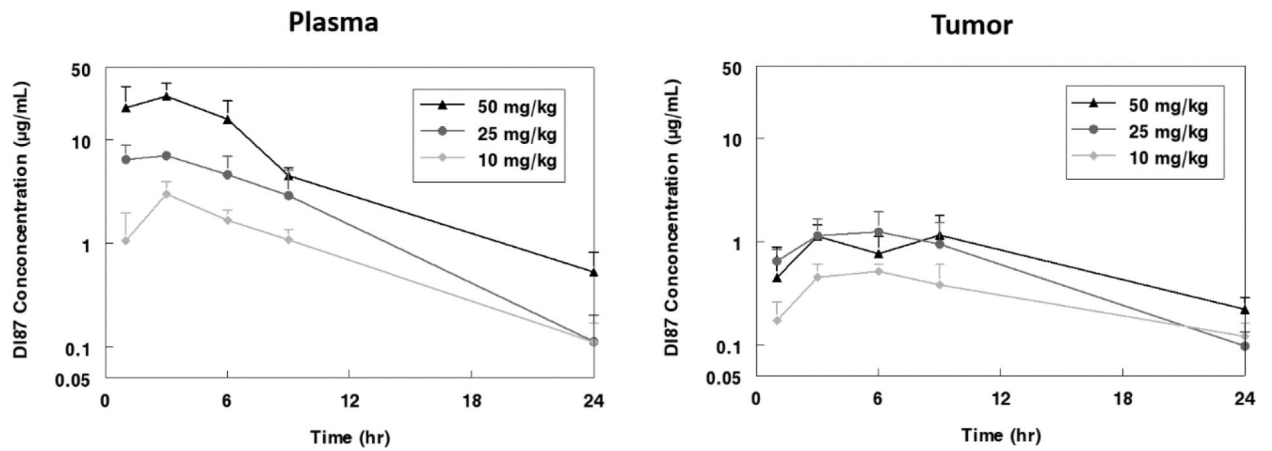 Plasma
DI87 Conconcentration (µg/mL)
50
10
1
0.1
0.05
50 mg/kg
25 mg/kg
10 mg/kg
0 6 12 18 24
Time (hr)
Tumor
DI87 Conconcentration (µg/mL)
50
10
1
0.1
0.05
50 mg/kg
25 mg/kg
10 mg/kg
0 6 12 18 24
Time (hr)